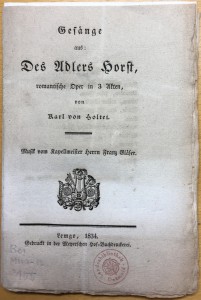 Gesänge
aus:
Des Adlers Horst,
romantische Oper in 3 Akten,
von
Karl von Holtei.
Musik vom Kapellmeister Herrn Franz Gläser.
Lemgo, 1834.
Gedruckt in der Meyerschen Hof-Buchdruckerei.